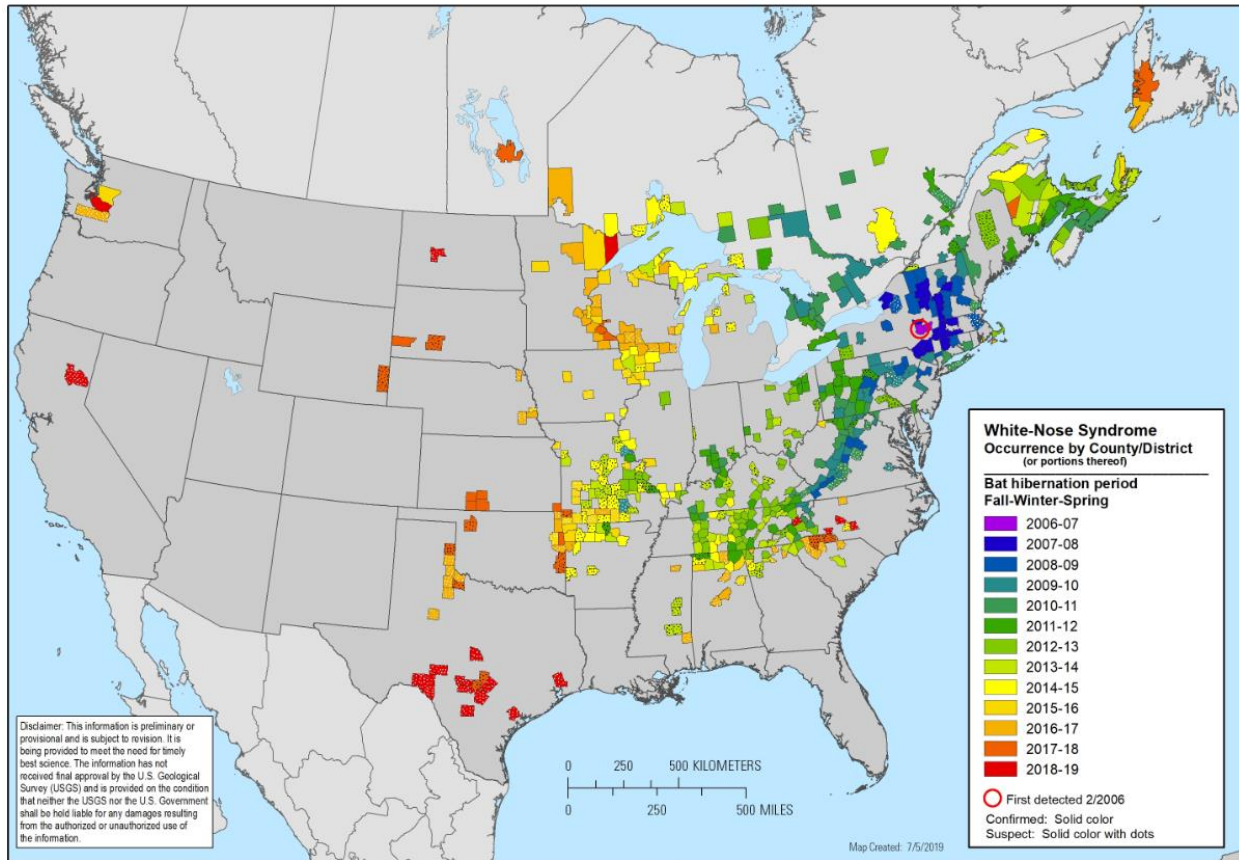 White-Nose Syndrome
Occurrence by County/District
(or portions thereof)
Bat hibernation period
Fall-Winter-Spring
2006-07
2007-08
2008-09
2009-10
2010-11
2011-12
2012-13
2013-14
2014-15
2015-16
2016-17
2017-18
2018-19
First detected 2/2006
Confirmed: Solid color
Suspect: Solid color with dots
Disclaimer: This information is preliminary or
provisional and is subject to revision. It is
being provided to meet the need for timely
best science. The information has not
received final approval by the U.S. Geological
Survey (USGS) and is provided on the condition
that neither the USGS nor the U.S. Government
shall be held liable for any damages resulting
from the authorized or unauthorized use of
the information.
0 250 500 KILOMETERS
0 250 500 MILES
Map Created: 7/5/2019